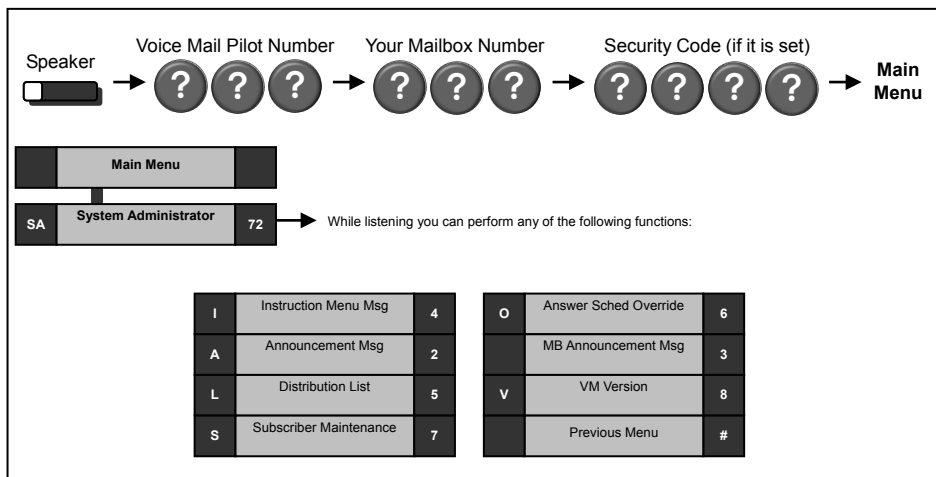 Speaker
Voice Mail Pilot Number
Your Mailbox Number
Security Code (if it is set)
? ? ?
? ? ?
? ? ? ?
Main
Menu
Main Menu
SA System Administrator 72
While listening you can perform any of the following functions:
I Instruction Menu Msg 4
A Announcement Msg 2
L Distribution List 5
S Subscriber Maintenance 7
O Answer Sched Override 6
MB Announcement Msg 3
V VM Version 8
Previous Menu #